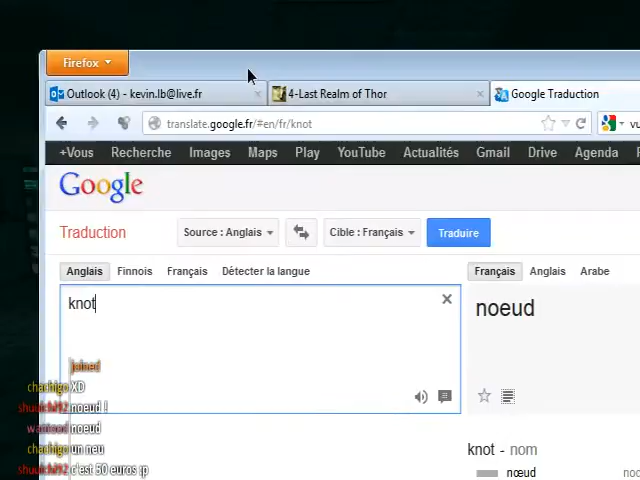 Firefox
Outlook (4) - kevin.lb@live.fr
4-Last Realm of Thor
Google Traduction
translate.google.fr/#en/fr/knot
+Vous Recherche Images Maps Play YouTube Actualités Gmail Drive Agenda
Google
Traduction
Source : Anglais
Cible : Français
Traduire
Anglais Finnois Français Détecter la langue
Français Anglais Arabe
knot
noeud
joined
chachigo XD
noeud !
noeud
chachigo un neu
c'est 50 euros :p
knot - nom
nœud